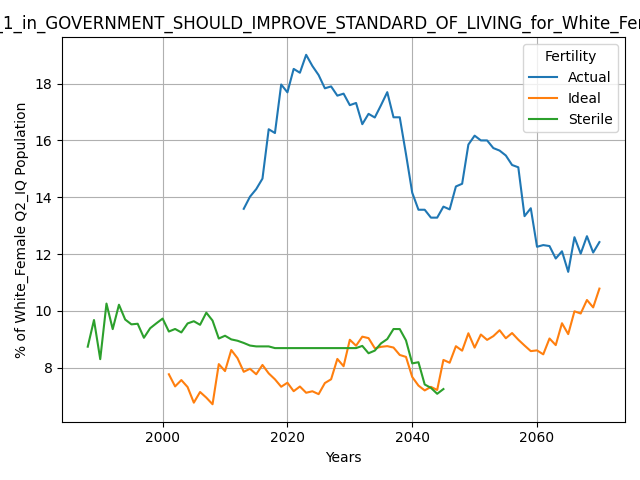 _1_in_GOVERNMENT_SHOULD_IMPROVE_STANDARD_OF_LIVING_for_White_Fe
Fertility
Actual
Ideal
Sterile
% of White_Female Q2_IQ Population
18
16
14
12
10
8
2000 2020 2040 2060
Years